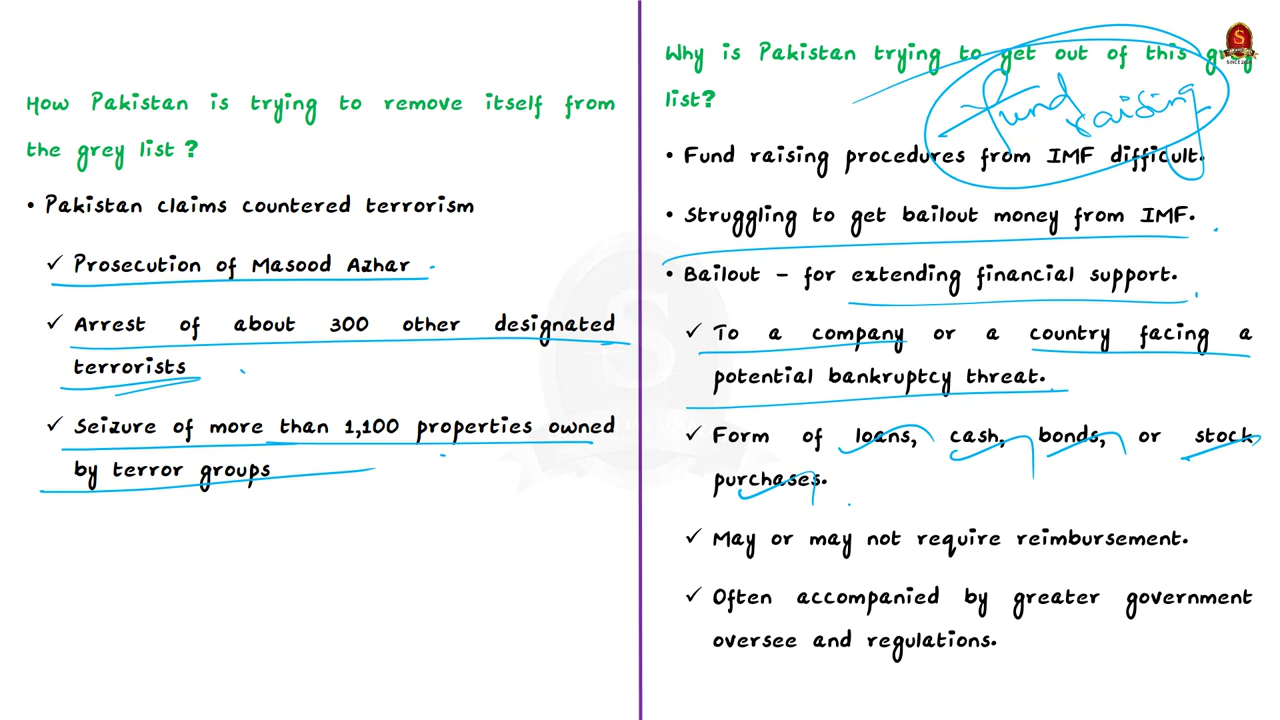 How Pakistan is trying to remove itself from
the grey list ?
• Pakistan claims countered terrorism
✓ Prosecution of Masood Azhar
✓ Arrest of about 300 other designated
terrorists
✓ Seizure of more than 1,100 properties owned
by terror groups
Why is Pakistan trying to get out of this grey
list?
fund
raising
• Fund raising procedures from IMF difficult.
• Struggling to get bailout money from IMF.
• Bailout – for extending financial support.
✓ To a company or a country facing a
potential bankruptcy threat.
✓ Form of loans, cash, bonds, or stock
purchases.
✓ May or may not require reimbursement.
✓ Often accompanied by greater government
oversee and regulations.
S